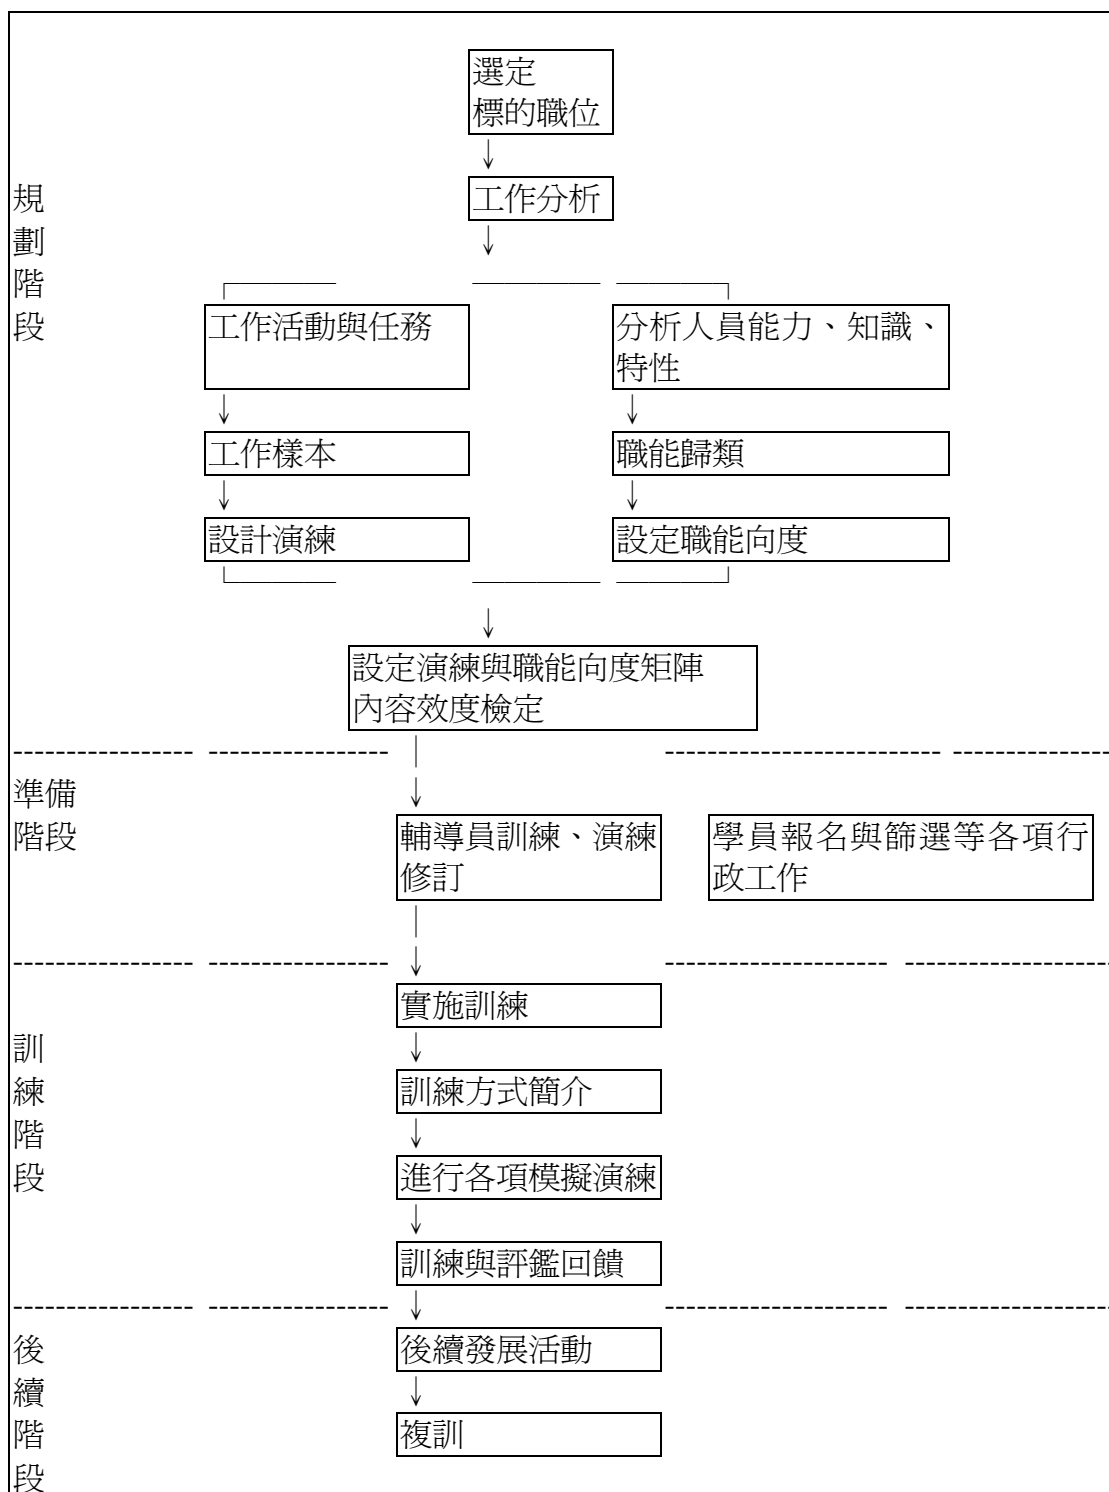 選定
標的職位
↓
工作分析
↓
規
劃
階
段
工作活動與任務
分析人員能力、知識、
特性
↓ ↓
工作樣本
職能歸類
↓ ↓
設計演練
設定職能向度
↓
設定演練與職能向度矩陣
內容效度檢定
↓
準備
階段
輔導員訓練、演練
修訂
學員報名與篩選等各項行
政工作
↓
訓
練
階
段
實施訓練
↓
訓練方式簡介
↓
進行各項模擬演練
↓
訓練與評鑑回饋
↓
後
續
階
段
後續發展活動
↓
複訓